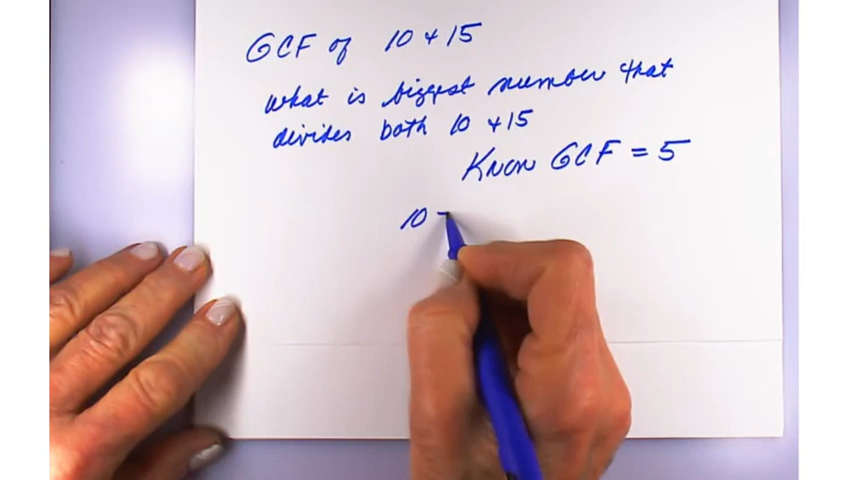 GCF of 10 + 15
What is biggest number that
divides both 10 + 15
Know GCF = 5
10 -